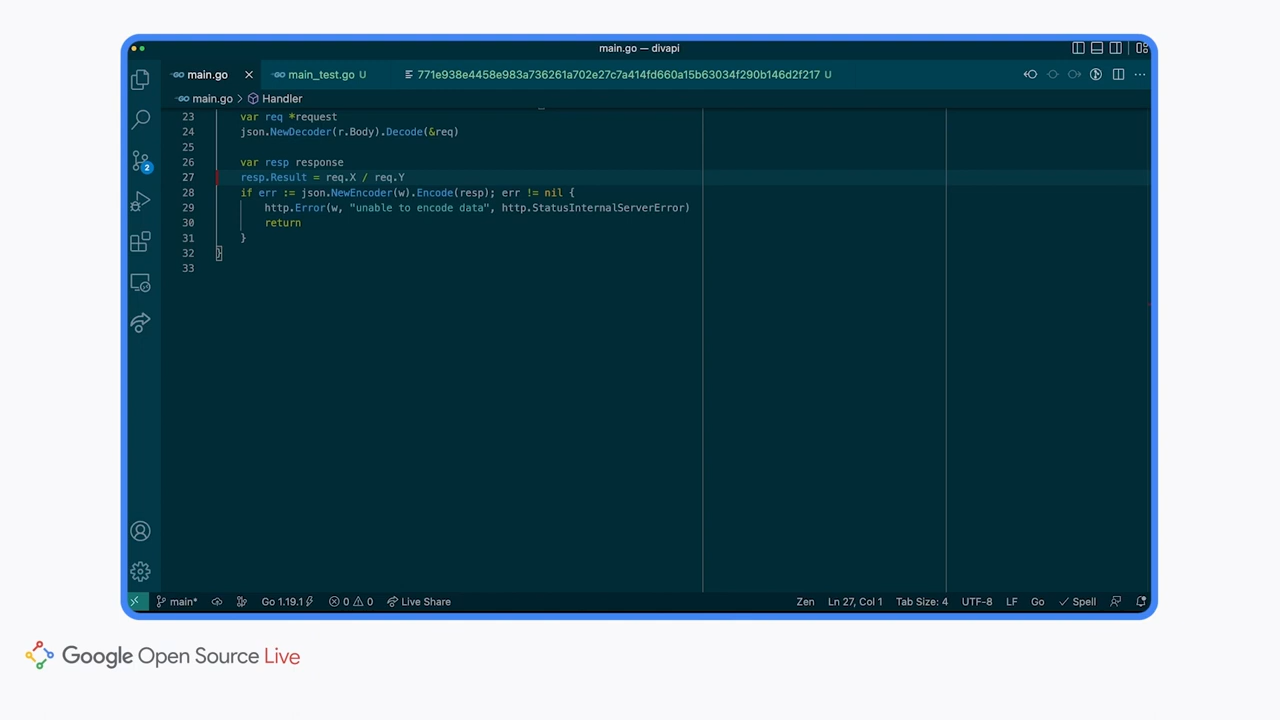 main.go — divapi
main.go
main_test.go U
771e938e4458e983a736261a702e27c7a414fd660a15b63034f290b146d2f217 U
main.go > Handler
23 var req *request
24 json.NewDecoder(r.Body).Decode(&req)
25
26 var resp response
27 resp.Result = req.X / req.Y
28 if err := json.NewEncoder(w).Encode(resp); err != nil {
29 http.Error(w, "unable to encode data", http.StatusInternalServerError)
30 return
31 }
32 }
33
2
main* Go 1.19.1 0 0 Live Share Zen Ln 27, Col 1 Tab Size: 4 UTF-8 LF Go Spell
Google Open Source Live